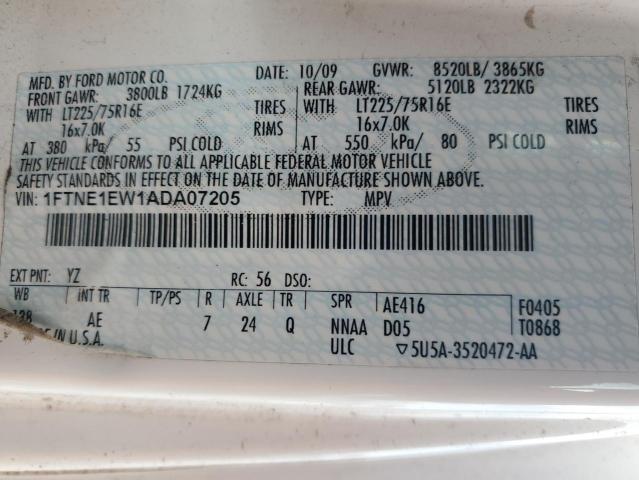 MFD. BY FORD MOTOR CO.
DATE: 10/09 GVWR: 8520LB/ 3865KG
FRONT GAWR: 3800LB 1724KG
REAR GAWR: 5120LB 2322KG
WITH LT225/75R16E TIRES
WITH LT225/75R16E TIRES
16x7.0K RIMS
16x7.0K RIMS
AT 380 kPa/ 55 PSI COLD
AT 550 kPa/ 80 PSI COLD
THIS VEHICLE CONFORMS TO ALL APPLICABLE FEDERAL MOTOR VEHICLE
SAFETY STANDARDS IN EFFECT ON THE DATE OF MANUFACTURE SHOWN ABOVE.
VIN: 1FTNE1EW1ADA07205 TYPE: MPV
EXT PNT: YZ RC: 56 DSO:
WB INT TR TP/PS R AXLE TR SPR AE416 F0405
138 AE 7 24 Q NNAA D05 T0868
IN U.S.A. ULC ▽5U5A-3520472-AA